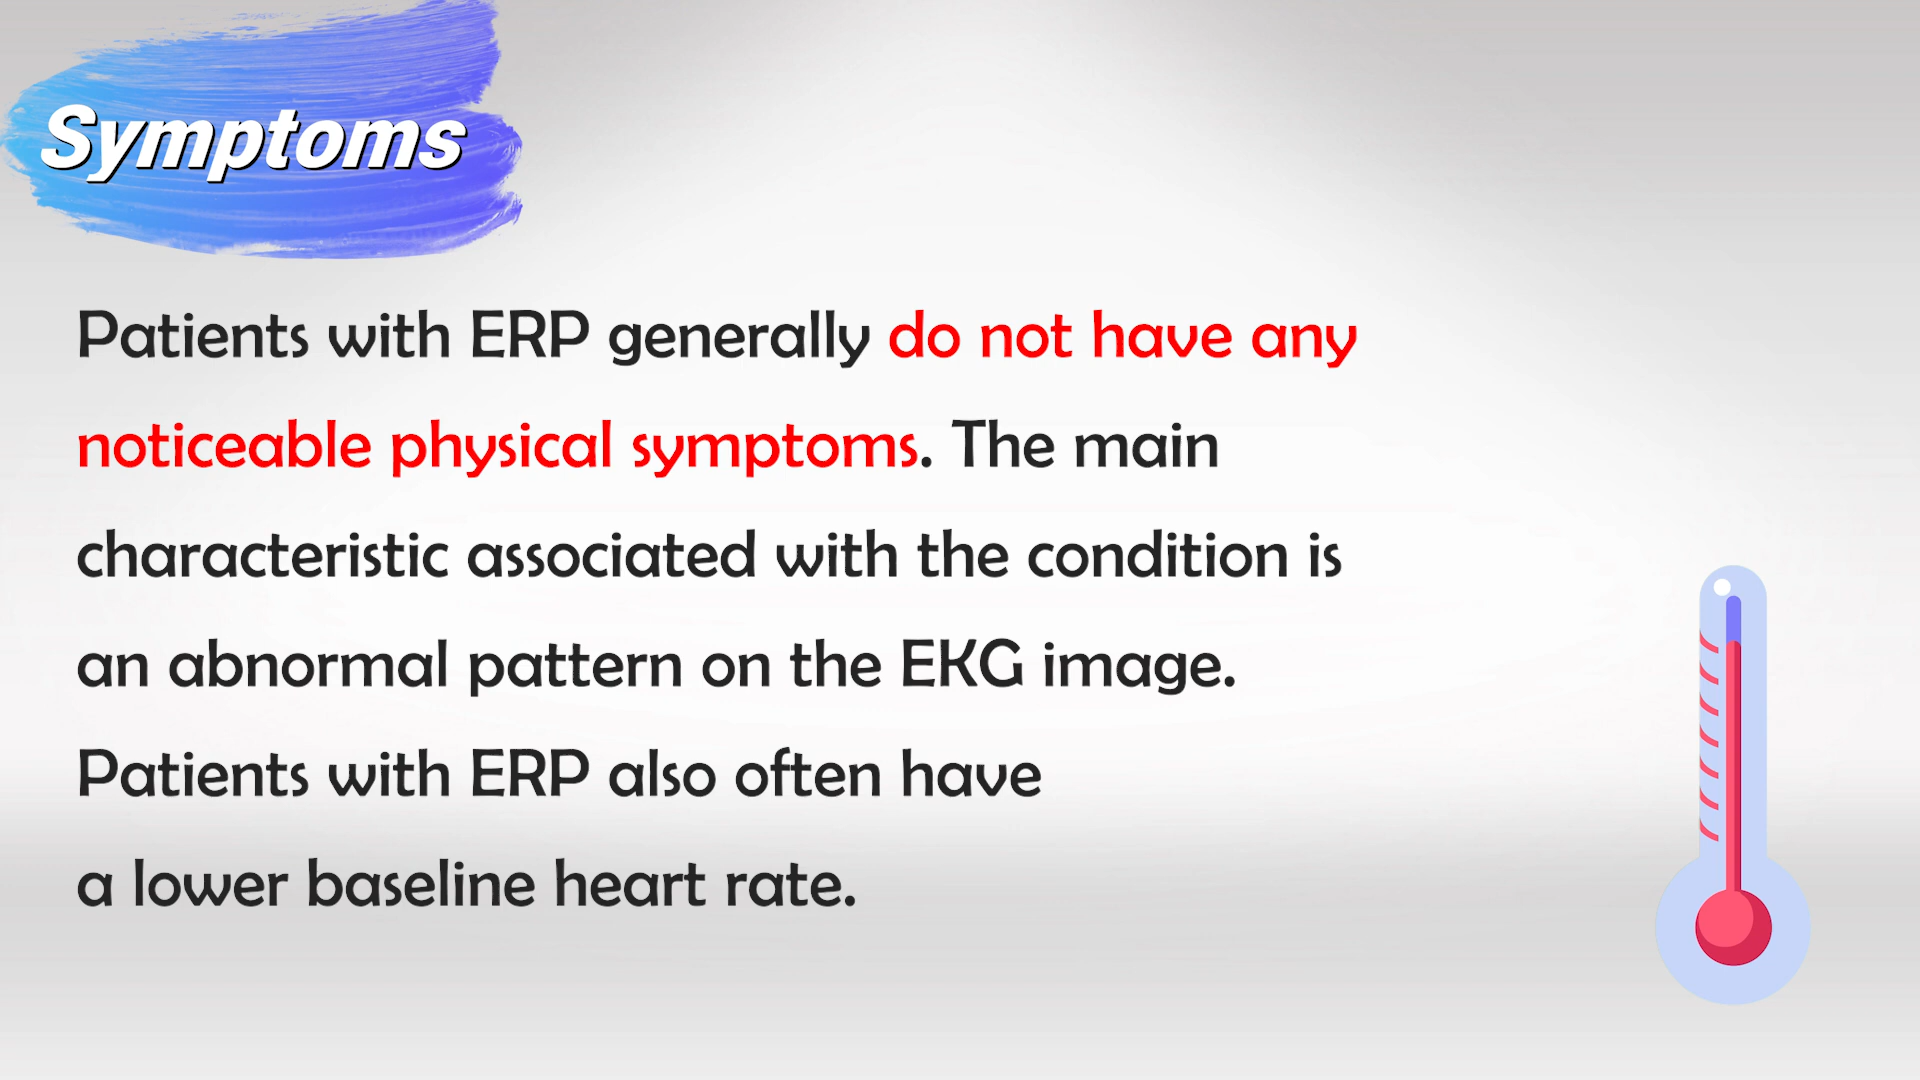 Symptoms
Patients with ERP generally do not have any
noticeable physical symptoms. The main
characteristic associated with the condition is
an abnormal pattern on the EKG image.
Patients with ERP also often have
a lower baseline heart rate.